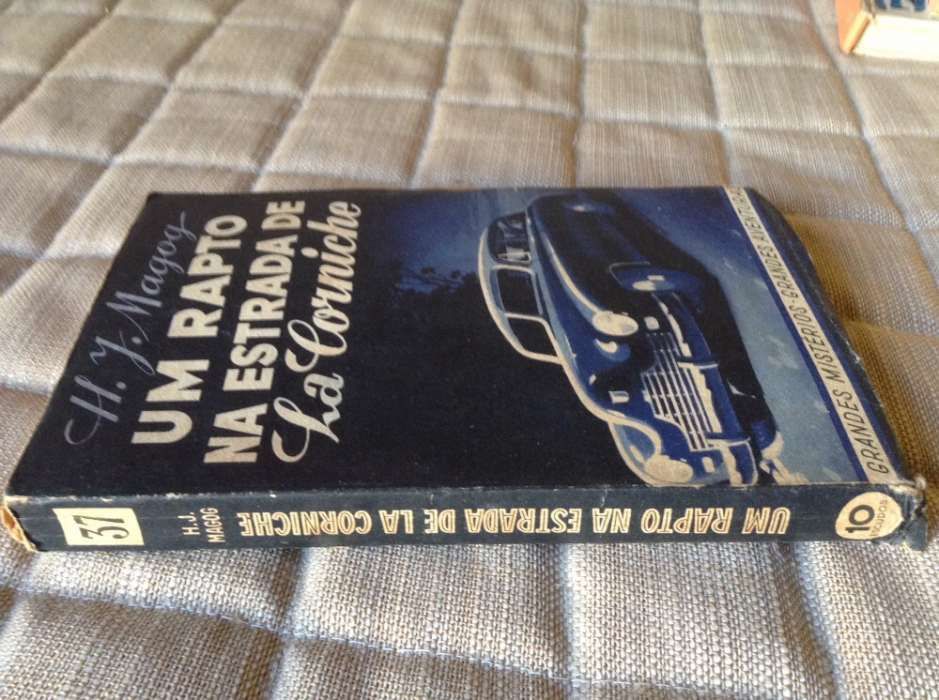 H. J. Magog
UM RAPTO
NA ESTRADA DE
La Corniche
GRANDES MISTERIOS-GRANDES AVENTURAS
37
H.J.
MAGOG
UM RAPTO NA ESTRADA DE LA CORNICHE
10